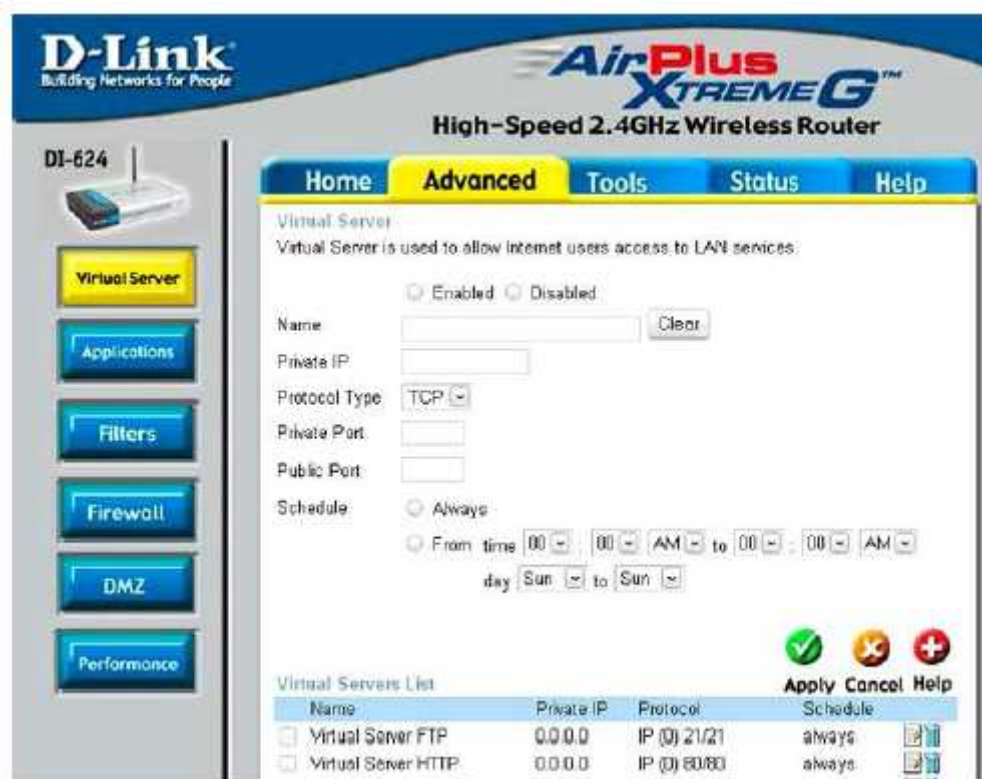 D-Link
Building Networks for People
AirPlus
XTREME G™
High-Speed 2.4GHz Wireless Router
DI-624
Home Advanced Tools Status Help
Virtual Server
Applications
Filters
Firewall
DMZ
Performance
Virtual Server
Virtual Server is used to allow Internet users access to LAN services.
Enabled Disabled
Name Clear
Private IP
Protocol Type TCP
Private Port
Public Port
Schedule Always
From time 00 : 00 AM to 00 : 00 AM
day Sun to Sun
Apply Cancel Help
Virtual Servers List
Name Private IP Protocol Schedule
Virtual Server FTP 0.0.0.0 IP (0) 21/21 always
Virtual Server HTTP 0.0.0.0 IP (0) 80/80 always